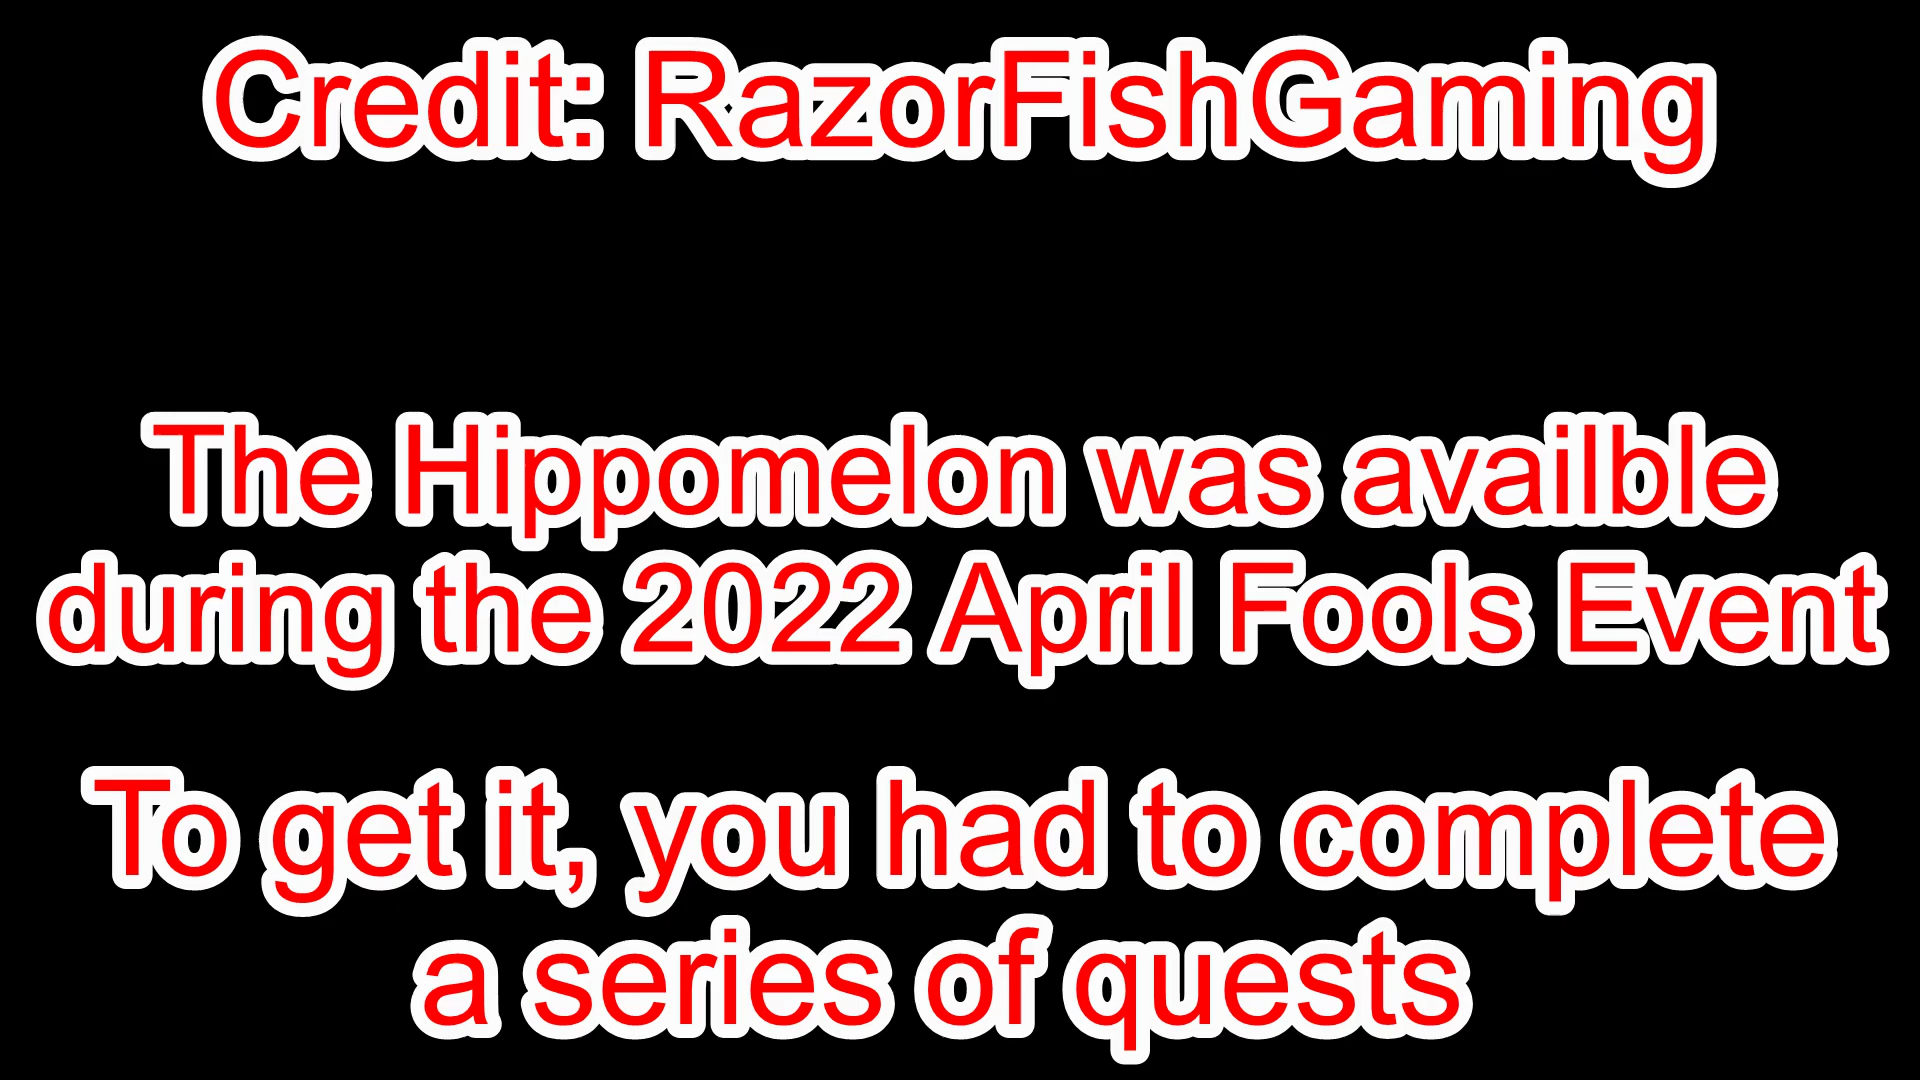 Credit: RazorFishGaming
The Hippomelon was availble
during the 2022 April Fools Event
To get it, you had to complete
a series of quests